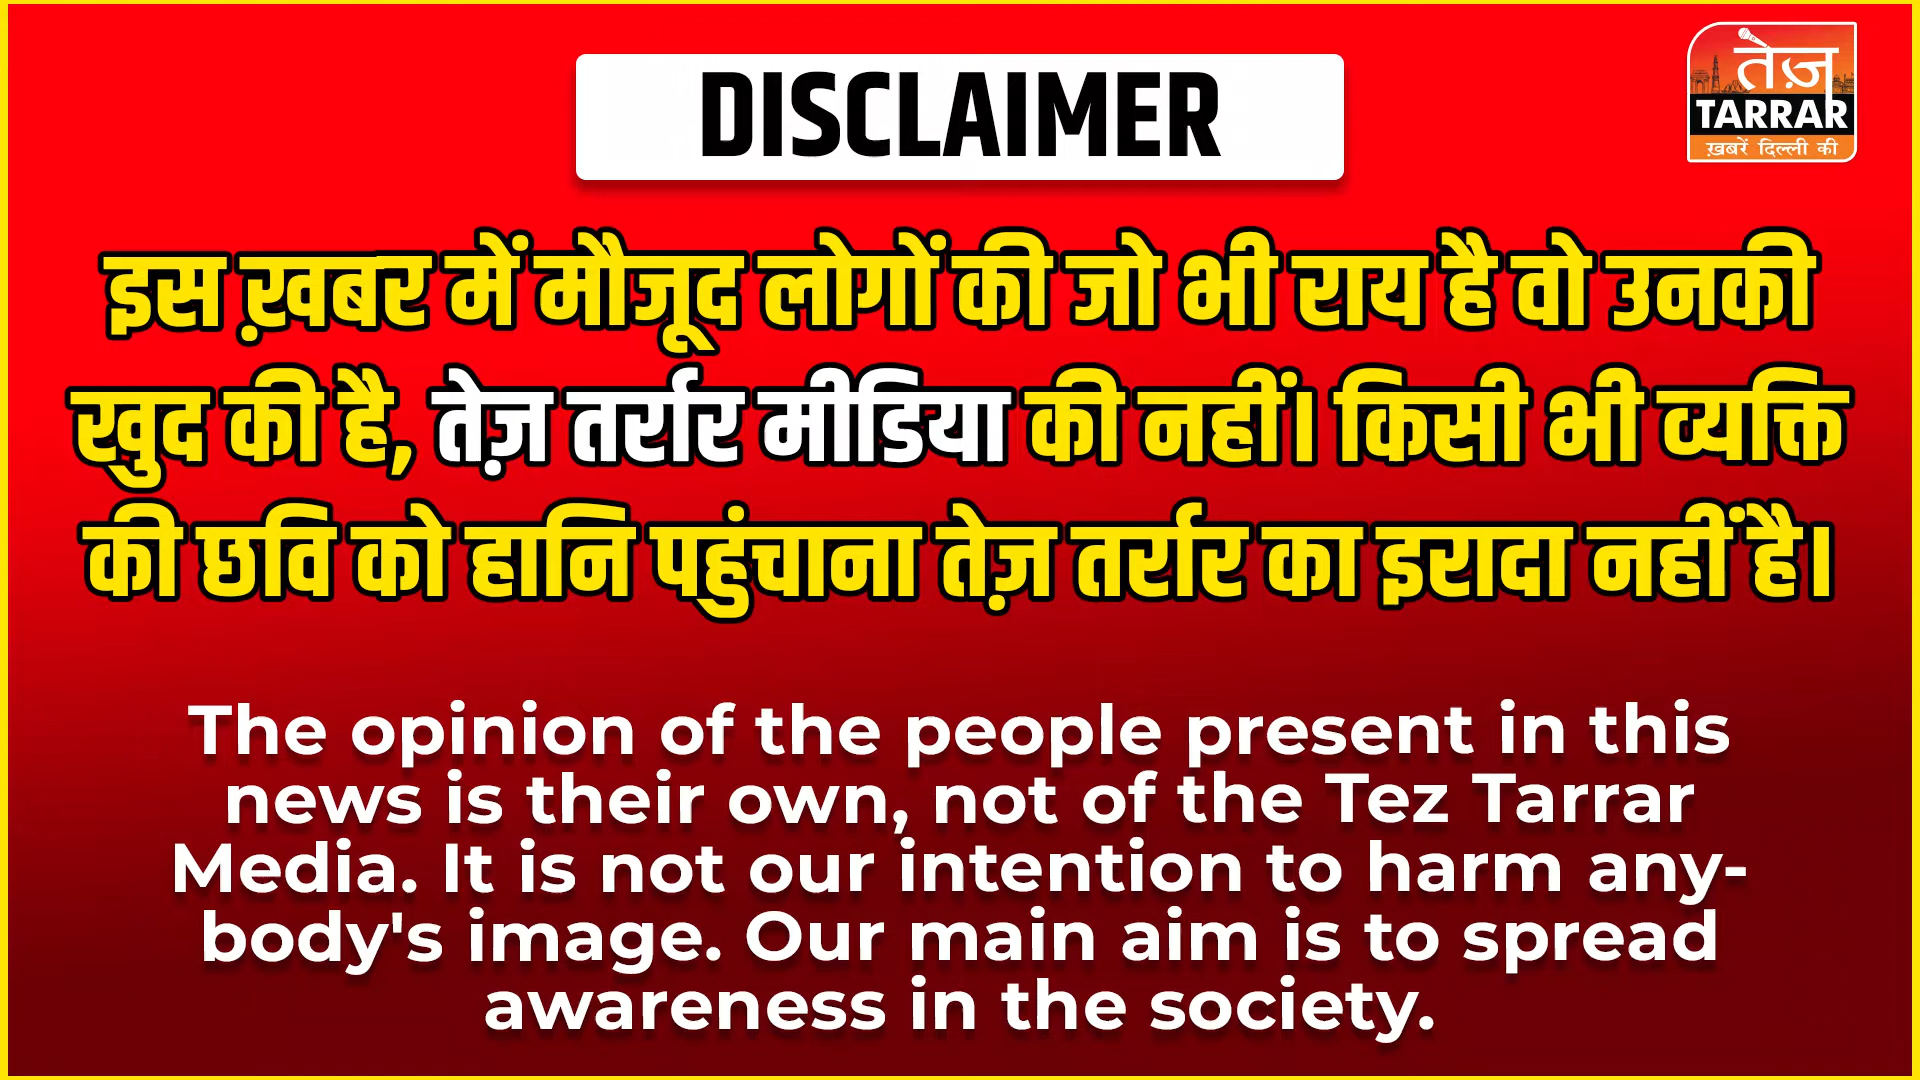 DISCLAIMER
तेज़
TARRAR
ख़बरें दिल्ली की
इस ख़बर में मौजूद लोगों की जो भी राय है वो उनकी
खुद की है, तेज़ तर्रार मीडिया की नहीं। किसी भी व्यक्ति
की छवि को हानि पहुंचाना तेज़ तर्रार का इरादा नहीं है।
The opinion of the people present in this
news is their own, not of the Tez Tarrar
Media. It is not our intention to harm any-
body's image. Our main aim is to spread
awareness in the society.